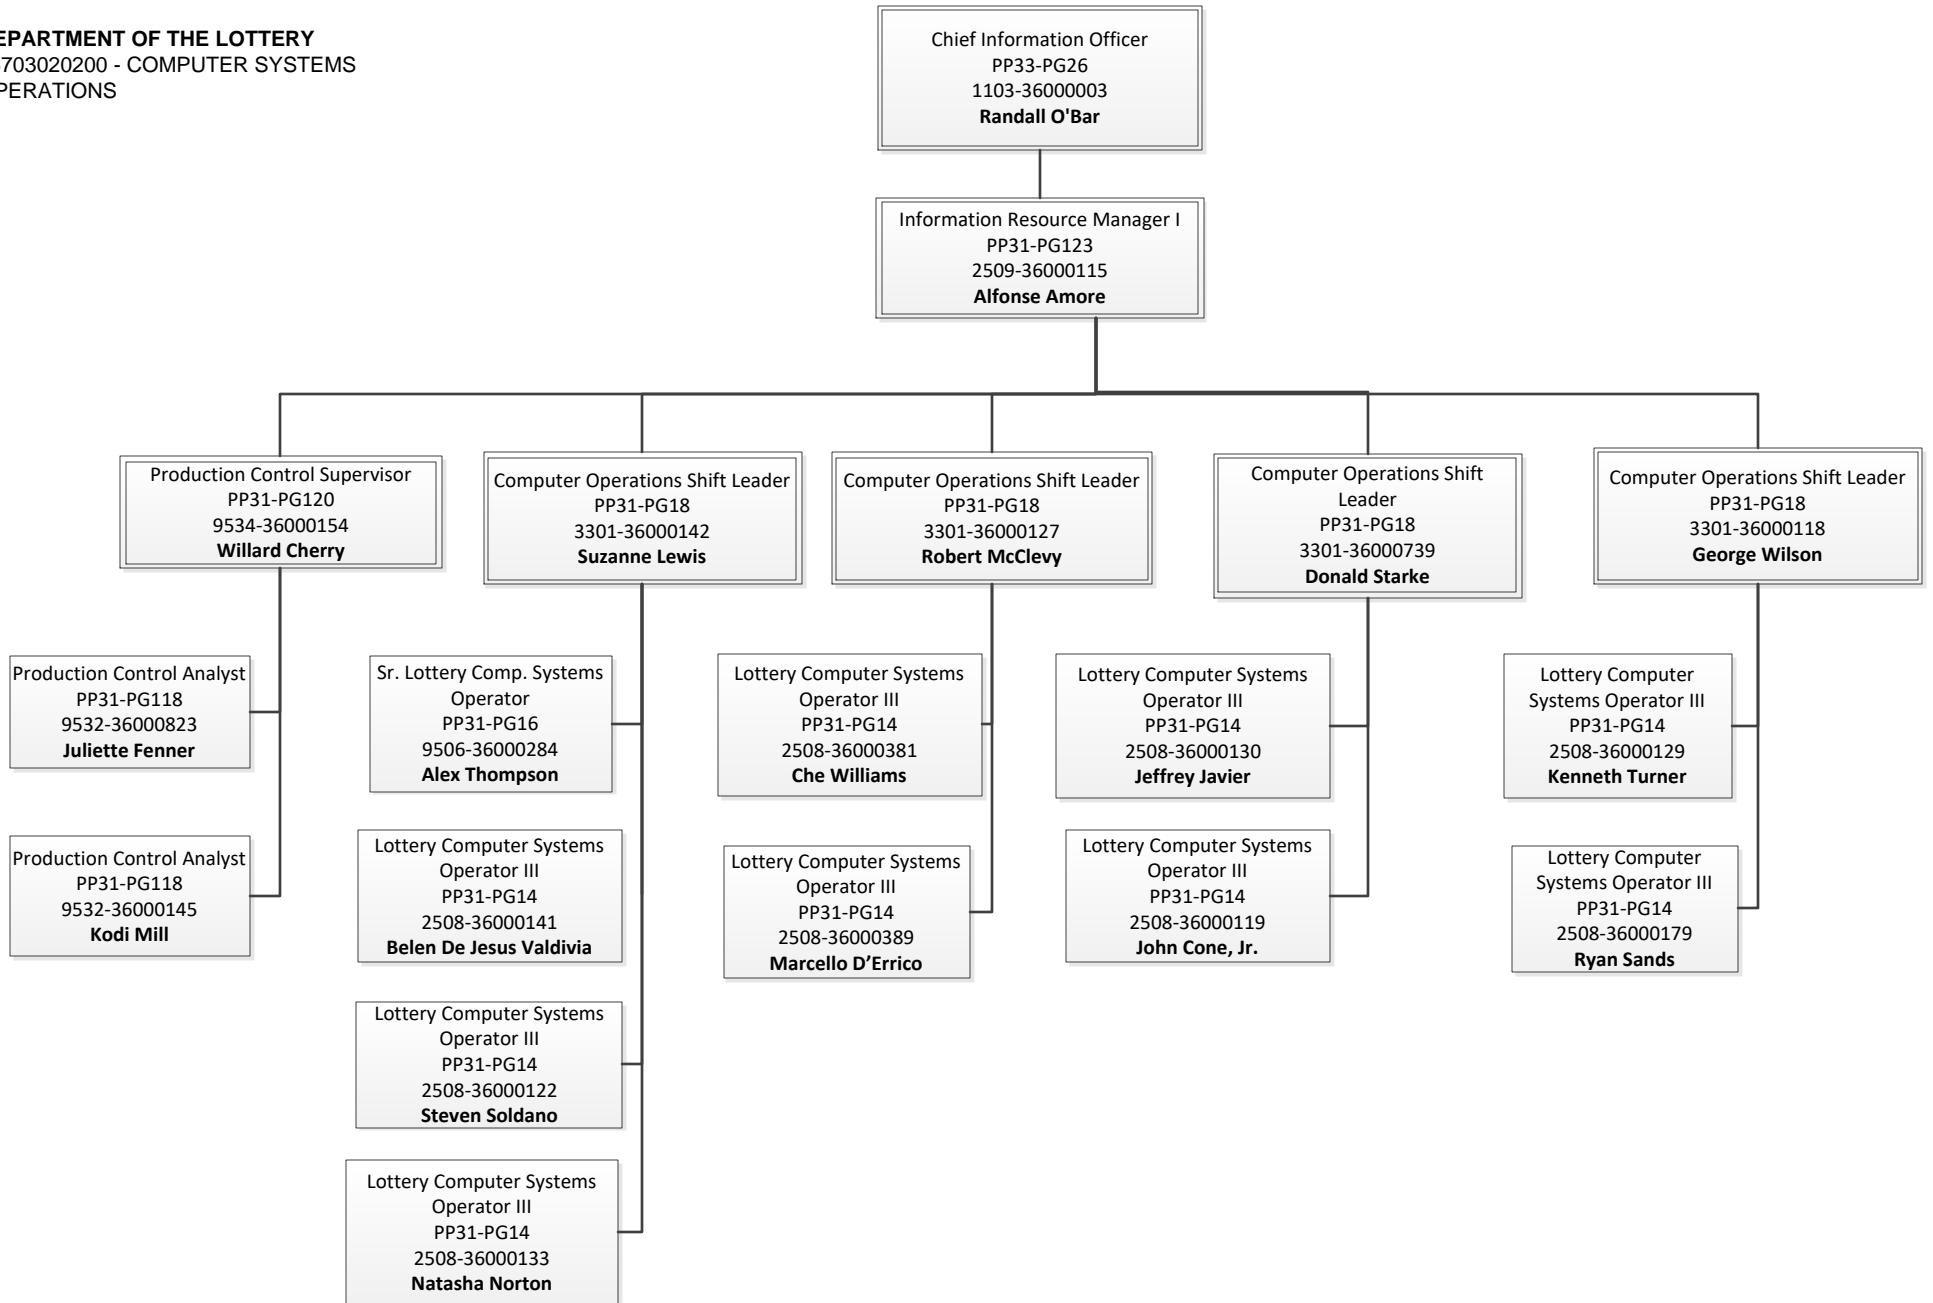 EPARTMENT OF THE LOTTERY
703020200 - COMPUTER SYSTEMS
PERATIONS
Chief Information Officer
PP33-PG26
1103-36000003
Randall O'Bar
Information Resource Manager I
PP31-PG123
2509-36000115
Alfonse Amore
Production Control Supervisor
PP31-PG120
9534-36000154
Willard Cherry
Computer Operations Shift Leader
PP31-PG18
3301-36000142
Suzanne Lewis
Computer Operations Shift Leader
PP31-PG18
3301-36000127
Robert McClevy
Computer Operations Shift
Leader
PP31-PG18
3301-36000739
Donald Starke
Computer Operations Shift Leader
PP31-PG18
3301-36000118
George Wilson
Production Control Analyst
PP31-PG118
9532-36000823
Juliette Fenner
Production Control Analyst
PP31-PG118
9532-36000145
Kodi Mill
Sr. Lottery Comp. Systems
Operator
PP31-PG16
9506-36000284
Alex Thompson
Lottery Computer Systems
Operator III
PP31-PG14
2508-36000141
Belen De Jesus Valdivia
Lottery Computer Systems
Operator III
PP31-PG14
2508-36000122
Steven Soldano
Lottery Computer Systems
Operator III
PP31-PG14
2508-36000133
Natasha Norton
Lottery Computer Systems
Operator III
PP31-PG14
2508-36000381
Che Williams
Lottery Computer Systems
Operator III
PP31-PG14
2508-36000389
Marcello D’Errico
Lottery Computer Systems
Operator III
PP31-PG14
2508-36000130
Jeffrey Javier
Lottery Computer Systems
Operator III
PP31-PG14
2508-36000119
John Cone, Jr.
Lottery Computer
Systems Operator III
PP31-PG14
2508-36000129
Kenneth Turner
Lottery Computer
Systems Operator III
PP31-PG14
2508-36000179
Ryan Sands